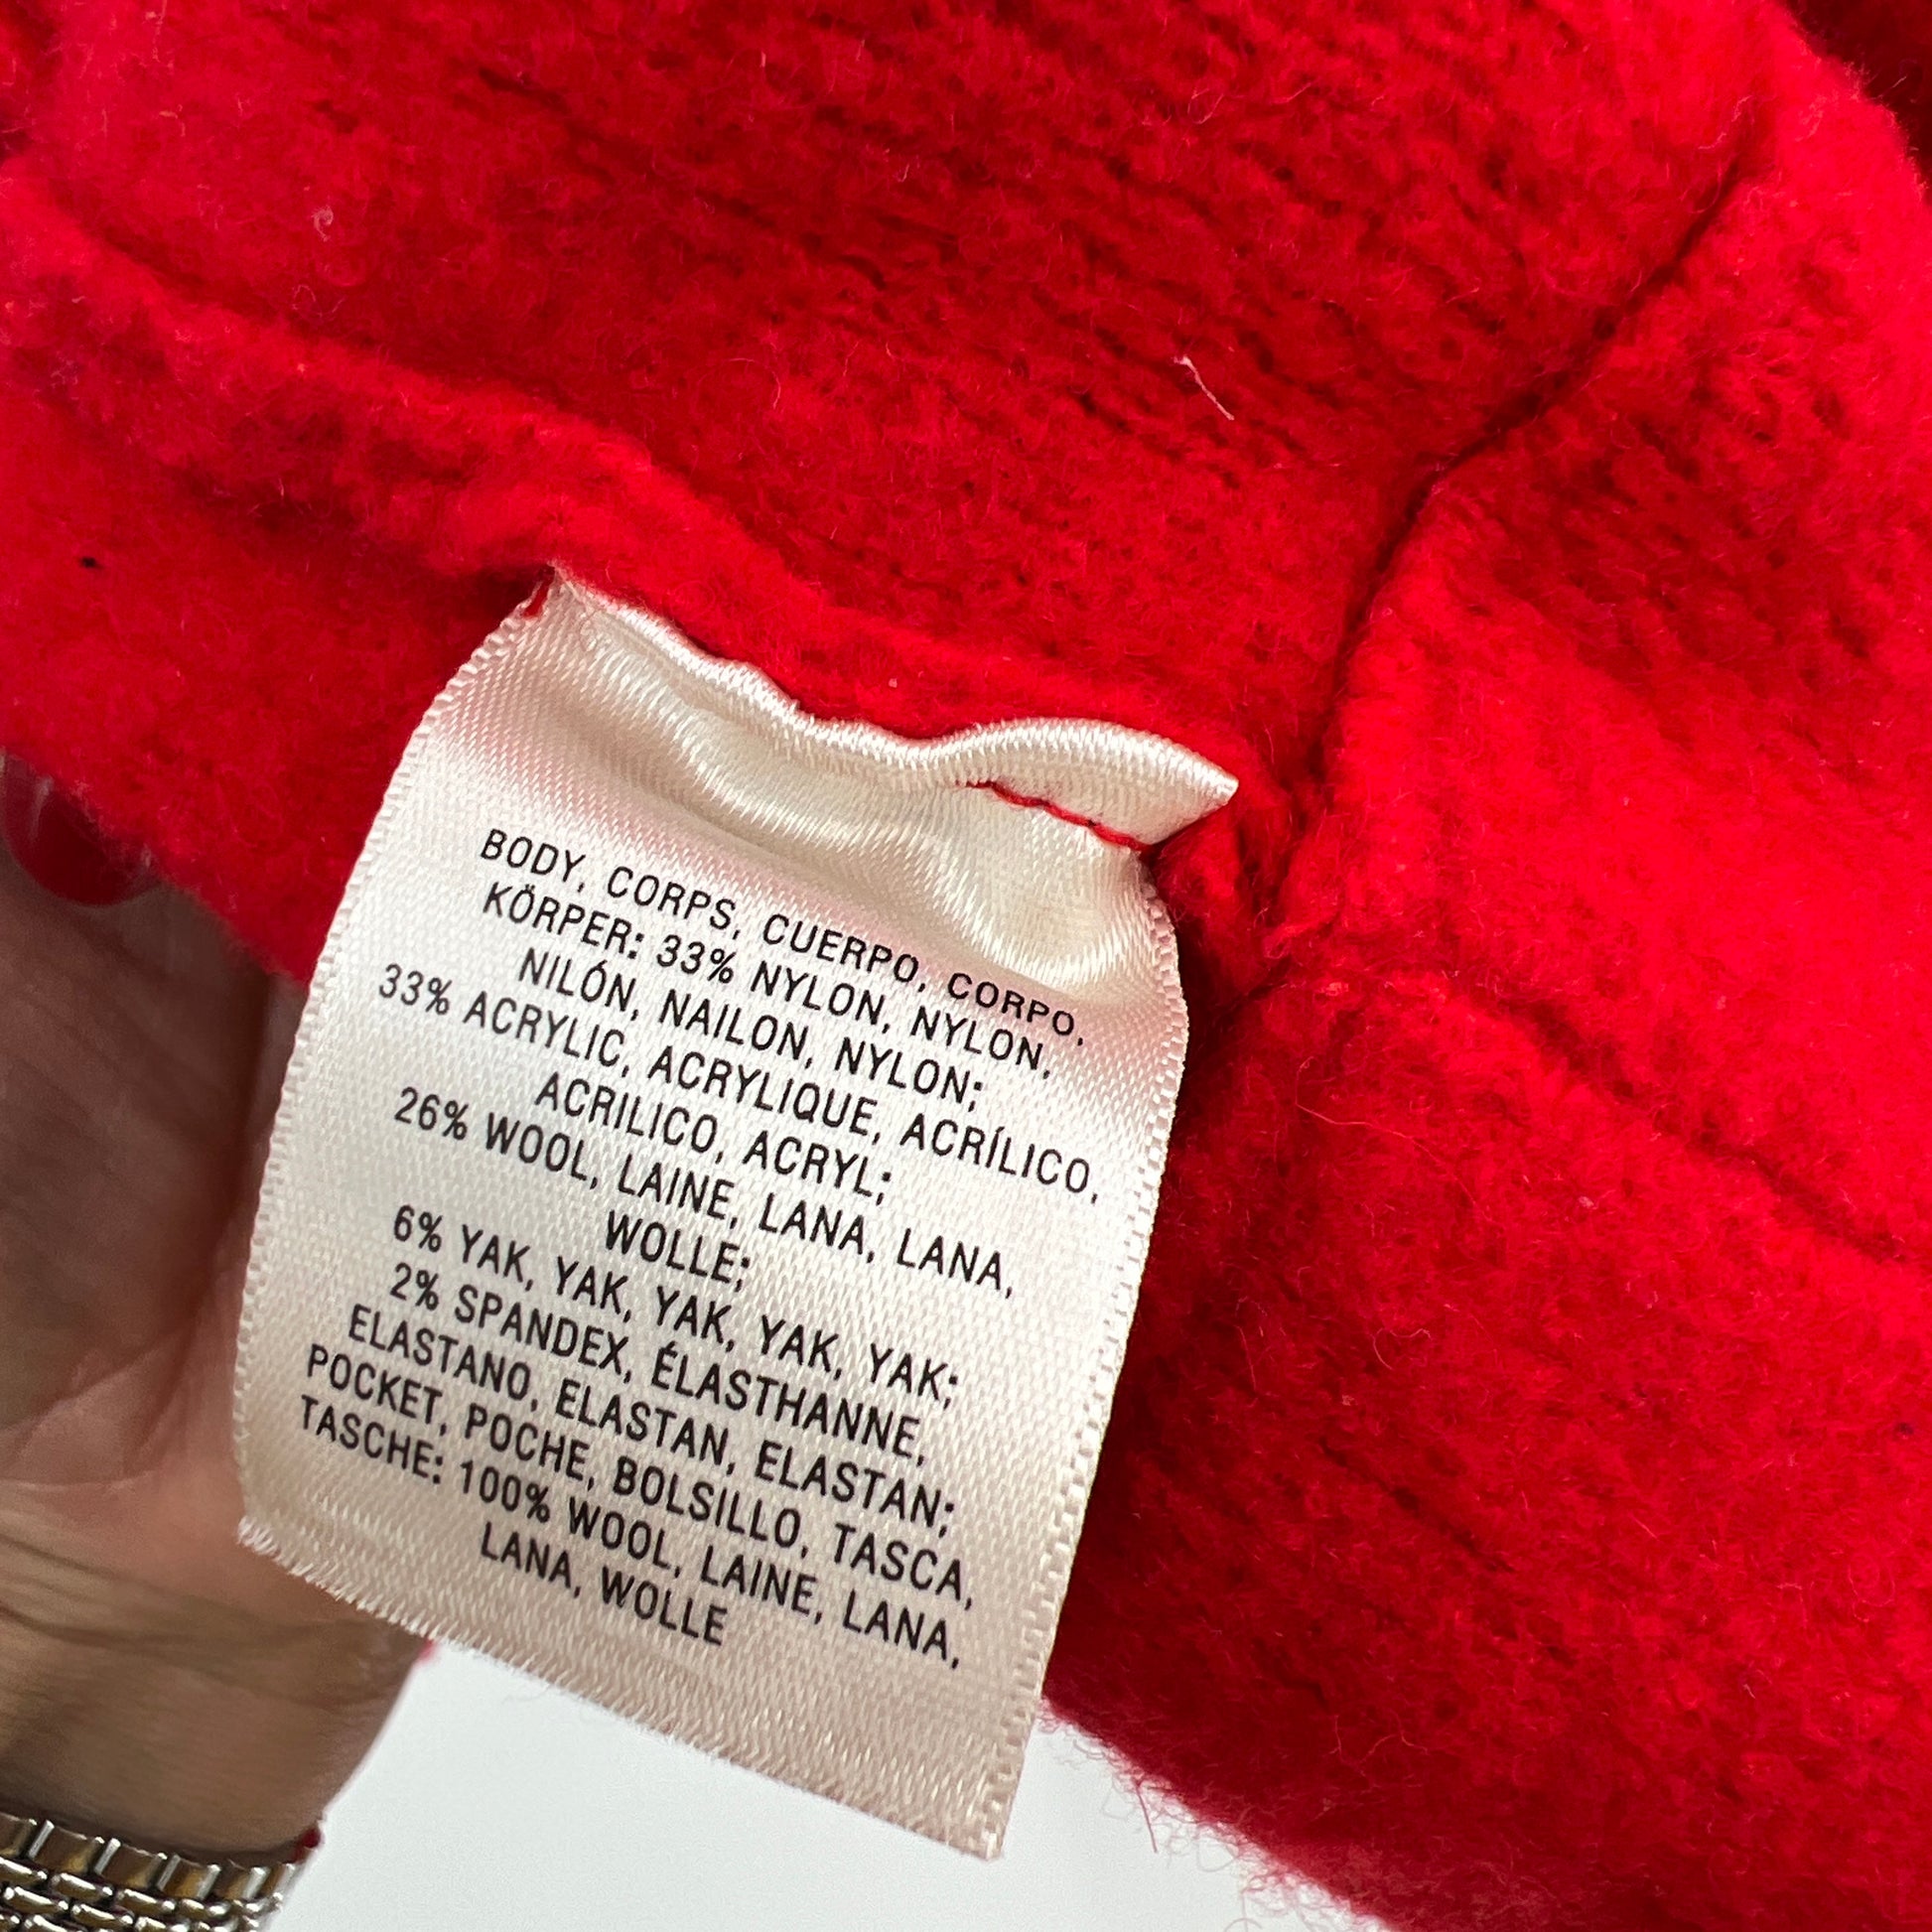 BODY, CORPS, CUERPO, CORPO,
KÖRPER: 33% NYLON, NYLON,
NILÓN, NAILON, NYLON;
33% ACRYLIC, ACRYLIQUE, ACRÍLICO,
ACRILICO, ACRYL;
26% WOOL, LAINE, LANA, LANA,
WOLLE;
6% YAK, YAK, YAK, YAK, YAK;
2% SPANDEX, ÉLASTHANNE,
ELASTANO, ELASTAN, ELASTAN;
POCKET, POCHE, BOLSILLO, TASCA,
TASCHE: 100% WOOL, LAINE, LANA,
LANA, WOLLE